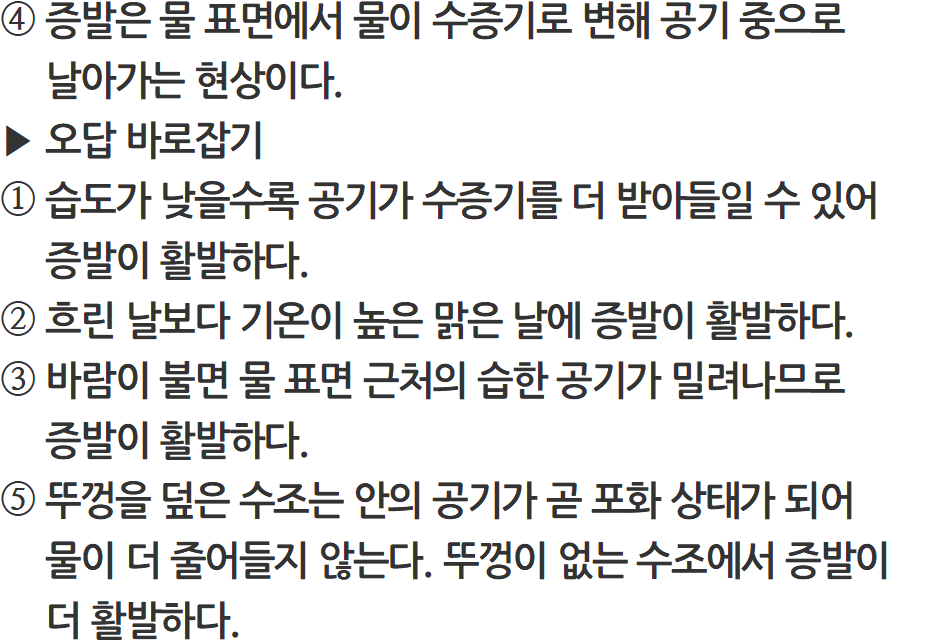 ④ 증발은 물 표면에서 물이 수증기로 변해 공기 중으로
날아가는 현상이다.
▶ 오답 바로잡기
① 습도가 낮을수록 공기가 수증기를 더 받아들일 수 있어
증발이 활발하다.
② 흐린 날보다 기온이 높은 맑은 날에 증발이 활발하다.
③ 바람이 불면 물 표면 근처의 습한 공기가 밀려나므로
증발이 활발하다.
⑤ 뚜껑을 덮은 수조는 안의 공기가 곧 포화 상태가 되어
물이 더 줄어들지 않는다. 뚜껑이 없는 수조에서 증발이
더 활발하다.